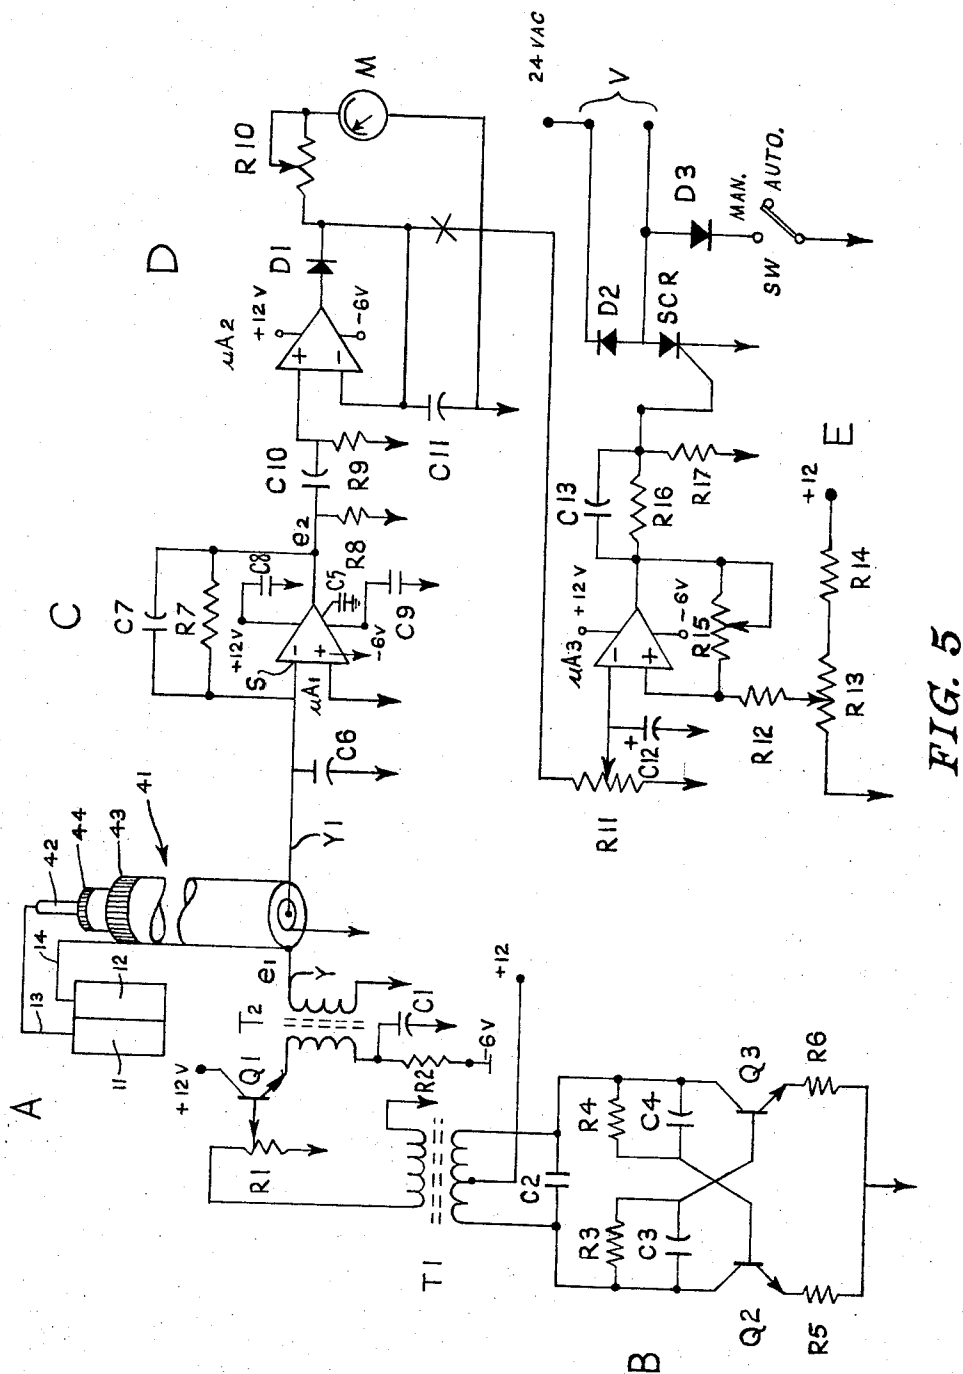 A
11
12
13
14
42
44
43
41
+12V
Q1
R1
T2
e1
Y
C1
R2
-6V
T1
+12
C2
R3
C3
R4
C4
Q2
Q3
R5
R6
B
Y1
C6
C
C7
R7
+12V
S
μA1
-6V
C8
C5
C9
e2
R8
C10
R9
D
μA2
+12V
-6V
D1
R10
M
C11
R11
C12
+
μA3
+12V
-6V
R15
R12
R13
R14
+12
E
C13
R16
R17
D2
SCR
D3
24 VAC
V
MAN.
AUTO.
SW
+
-
-
+
-
+
FIG. 5